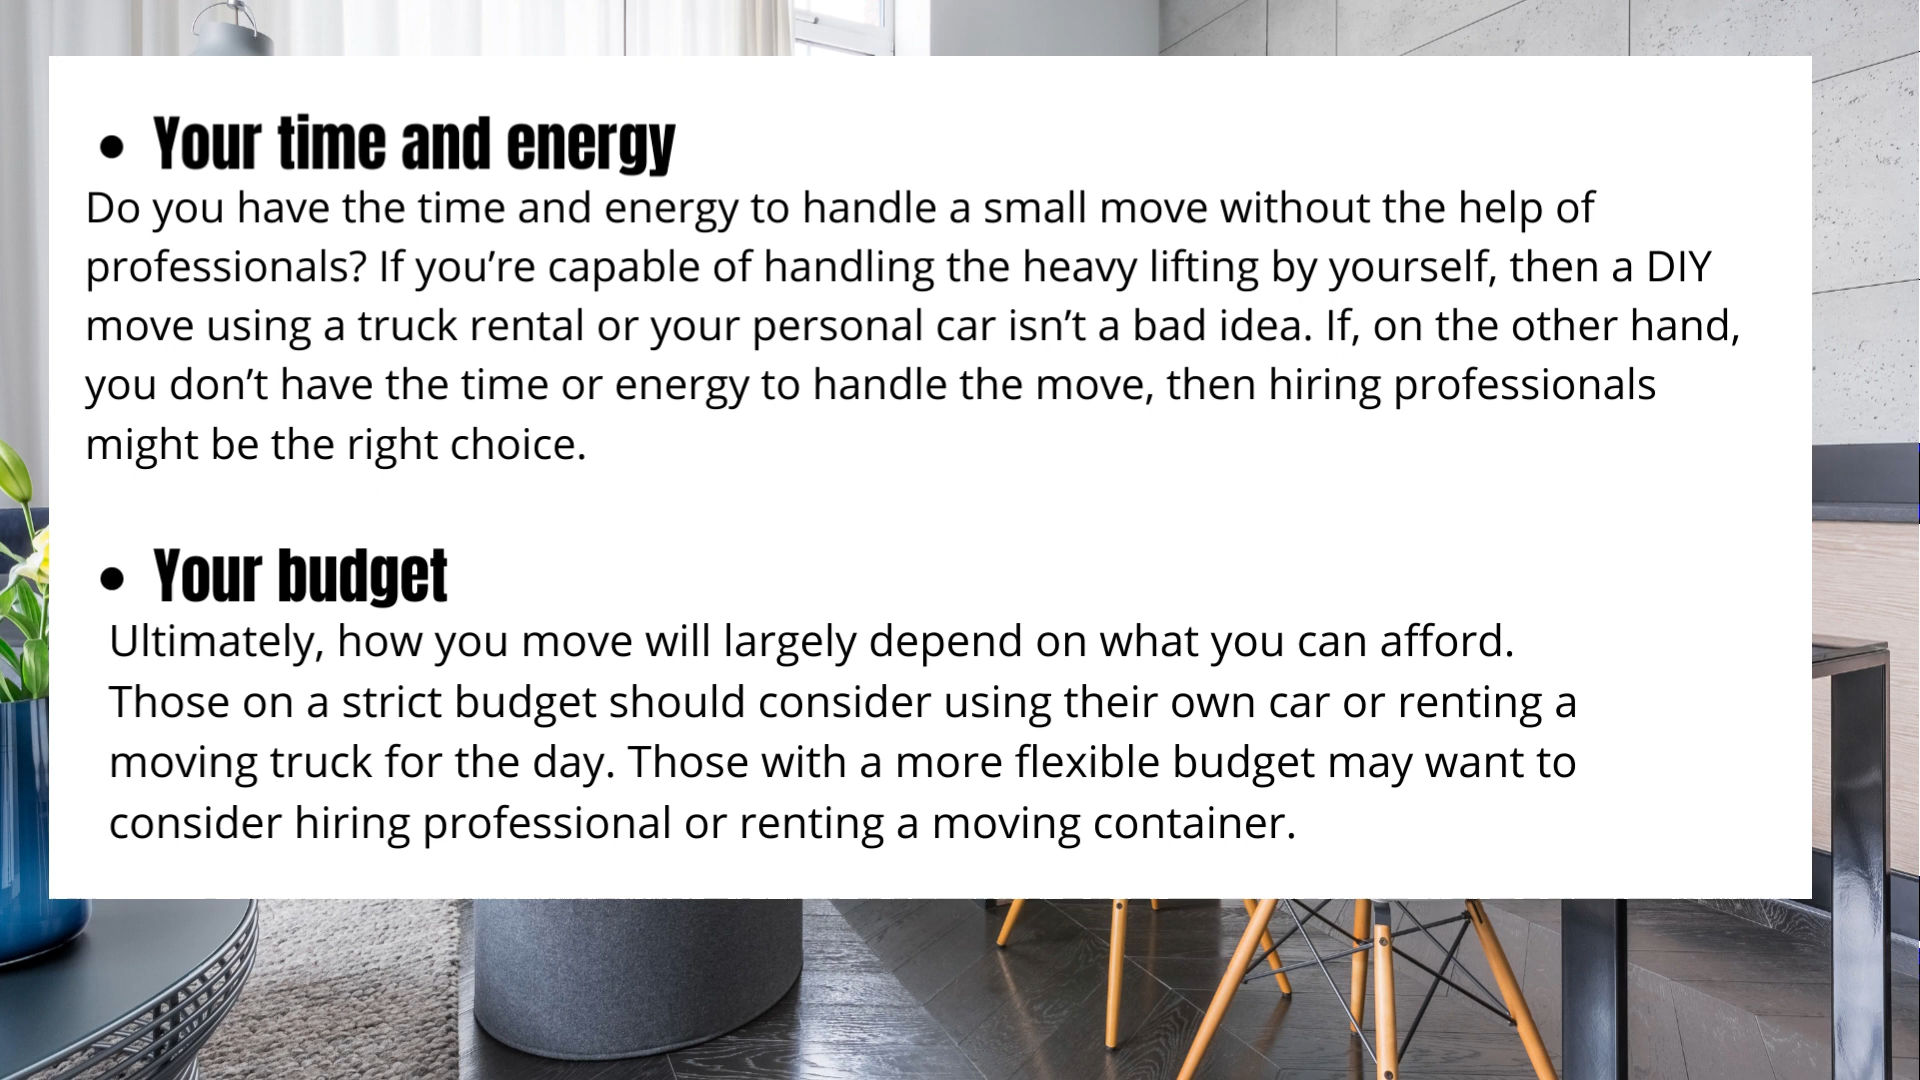 • Your time and energy
Do you have the time and energy to handle a small move without the help of
professionals? If you’re capable of handling the heavy lifting by yourself, then a DIY
move using a truck rental or your personal car isn’t a bad idea. If, on the other hand,
you don’t have the time or energy to handle the move, then hiring professionals
might be the right choice.
• Your budget
Ultimately, how you move will largely depend on what you can afford.
Those on a strict budget should consider using their own car or renting a
moving truck for the day. Those with a more flexible budget may want to
consider hiring professional or renting a moving container.